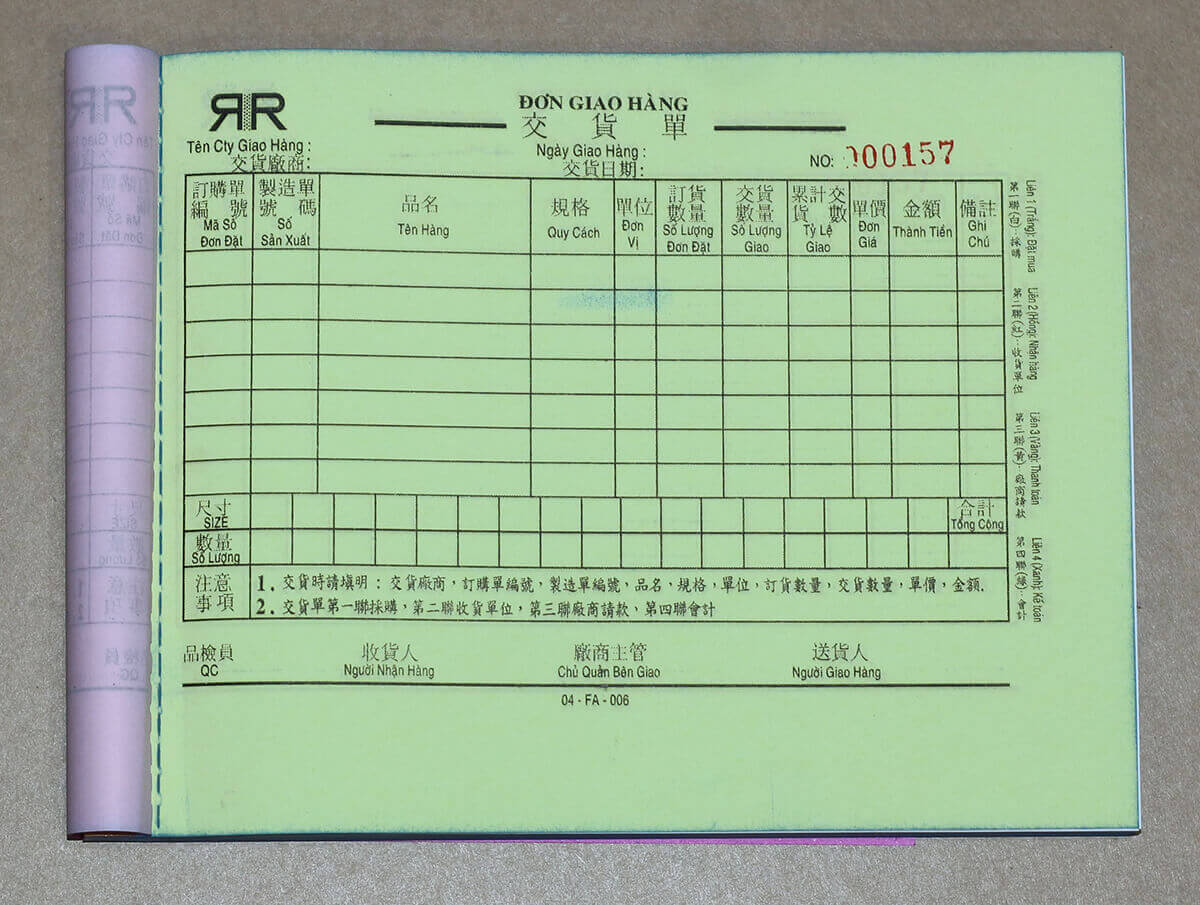 RR
ĐƠN GIAO HÀNG
交貨單
Tên Cty Giao Hàng :
交貨廠商:
Ngày Giao Hàng :
交貨日期:
NO: 000157
訂購單編號 Mã Số Đơn Đặt
製造單號碼 Số Sản Xuất
品名 Tên Hàng
規格 Quy Cách
單位 Đơn Vị
訂貨數量 Số Lượng Đơn Đặt
交貨數量 Số Lượng Giao
累計交貨數 Tỷ Lệ Giao
單價 Đơn Giá
金額 Thành Tiền
備註 Ghi Chú
尺寸 SIZE
合計 Tổng Cộng
數量 Số Lượng
注意事項
1. 交貨時請填明 : 交貨廠商，訂購單編號，製造單編號，品名，規格，單位，訂貨數量，交貨數量，單價，金額.
2. 交貨單第一聯採購，第二聯收貨單位，第三聯廠商請款，第四聯會計
品檢員 QC
收貨人 Người Nhận Hàng
廠商主管 Chủ Quản Bên Giao
送貨人 Người Giao Hàng
04 - FA - 006
Liên 1 (Trắng): Đặt mua
第一聯(白)：採購
Liên 2 (Hồng): Nhận hàng
第二聯(紅)：收貨單位
Liên 3 (Vàng): Thanh toán
第三聯(黃)：廠商請款
Liên 4 (Xanh): Kế toán
第四聯(綠)：會計